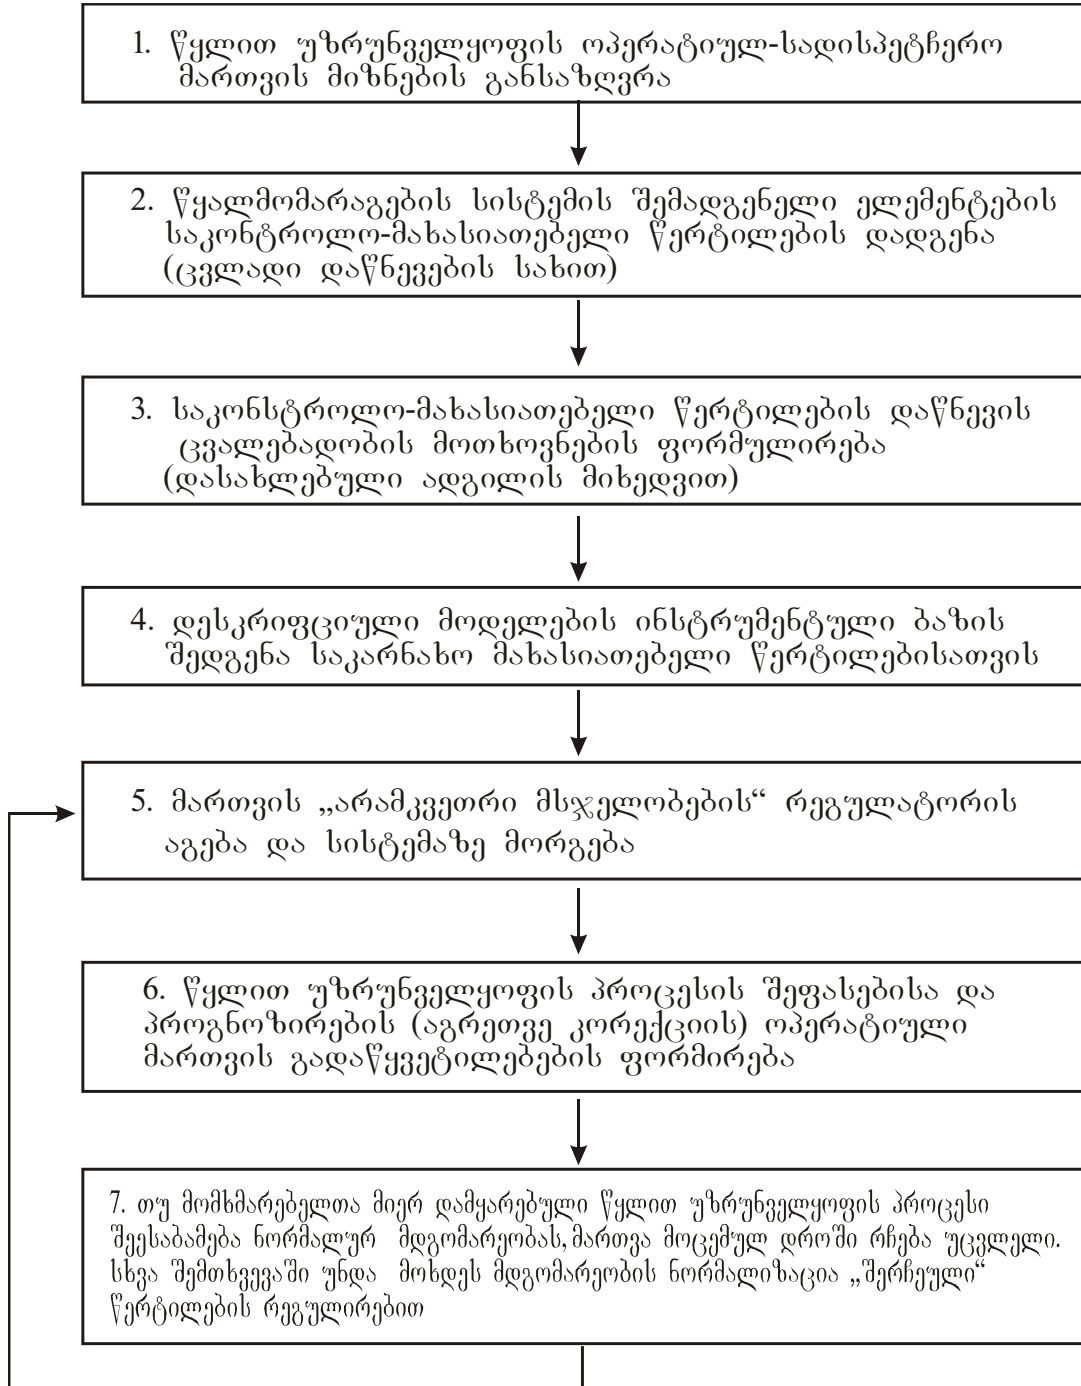 1. წყლით უზრუნველყოფის ოპერატიულ-სადისპეტჩერო
მართვის მიზნების განსაზღვრა
2. წყალმომარაგების სისტემის შემადგენელი ელემენტების
საკონტროლო-მახასიათებელი წერტილების დადგენა
(ცვლადი დაწნევების სახით)
3. საკონსტროლო-მახასიათებელი წერტილების დაწნევის
ცვალებადობის მოთხოვნების ფორმულირება
(დასახლებული ადგილის მიხედვით)
4. დესკრიფციული მოდელების ინსტრუმენტული ბაზის
შედგენა საკარნახო მახასიათებელი წერტილებისათვის
5. მართვის „არამკვეთრი მსჯელობების“ რეგულატორის
აგება და სისტემაზე მორგება
6. წყლით უზრუნველყოფის პროცესის შეფასებისა და
პროგნოზირების (აგრეთვე კორექციის) ოპერატიული
მართვის გადაწყვეტილებების ფორმირება
7. თუ მომხმარებელთა მიერ დამყარებული წყლით უზრუნველყოფის პროცესი
შეესაბამება ნორმალურ მდგომარეობას, მართვა მოცემულ დროში რჩება უცვლელი.
სხვა შემთხვევაში უნდა მოხდეს მდგომარეობის ნორმალიზაცია „შერჩეული“
წერტილების რეგულირებით